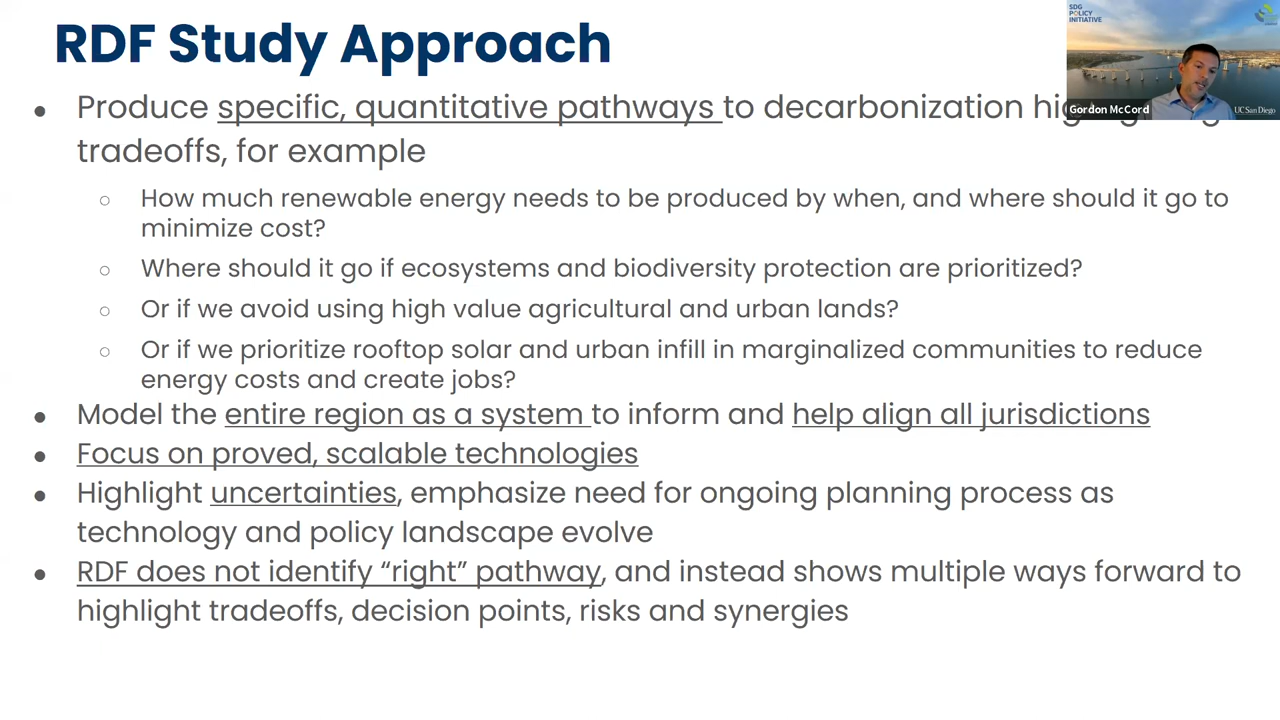 RDF Study Approach
SDG
POLICY
INITIATIVE
Gordon McCord
UC San Diego
● Produce specific, quantitative pathways to decarbonization
tradeoffs, for example
○ How much renewable energy needs to be produced by when, and where should it go to
minimize cost?
○ Where should it go if ecosystems and biodiversity protection are prioritized?
○ Or if we avoid using high value agricultural and urban lands?
○ Or if we prioritize rooftop solar and urban infill in marginalized communities to reduce
energy costs and create jobs?
● Model the entire region as a system to inform and help align all jurisdictions
● Focus on proved, scalable technologies
● Highlight uncertainties, emphasize need for ongoing planning process as
technology and policy landscape evolve
● RDF does not identify “right” pathway, and instead shows multiple ways forward to
highlight tradeoffs, decision points, risks and synergies